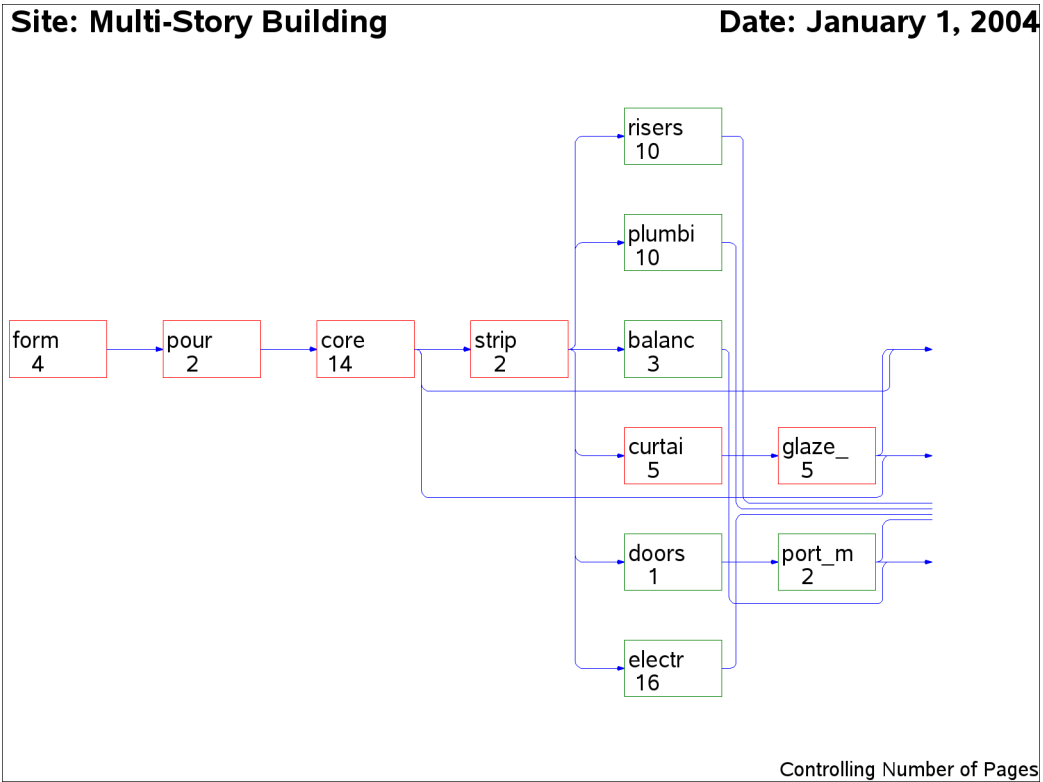 Site: Multi-Story Building
Date: January 1, 2004
risers
10
plumbi
10
form
4
pour
2
core
14
strip
2
balanc
3
curtai
5
glaze_
5
doors
1
port_m
2
electr
16
Controlling Number of Pages